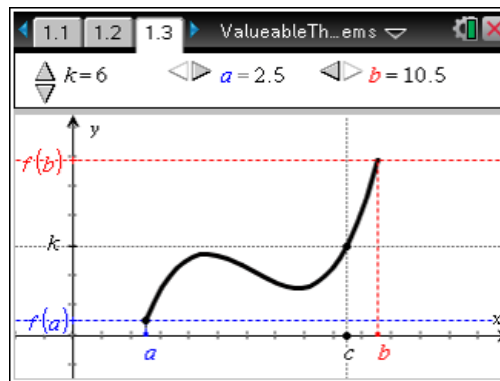 1.1 1.2 1.3 ValueableTh...ems
k=6 a=2.5 b=10.5
y
f(b)
k
f(a)
x
a c b